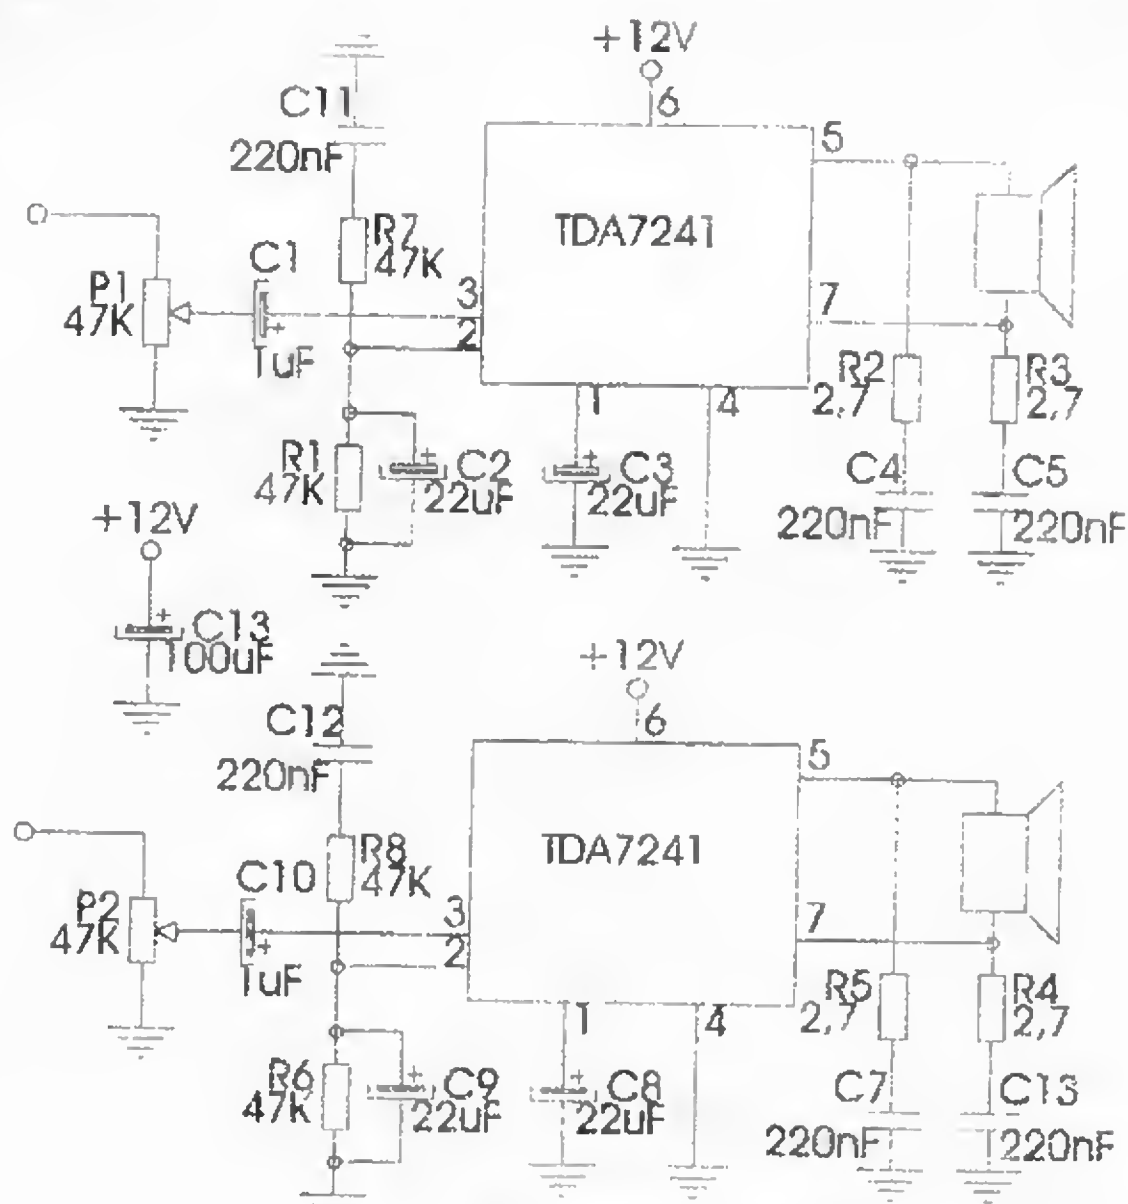 +12V
6
C11
220nF
5
TDA7241
R7
47K
C1
P1
47K
3
2
7
1uF
R2
2,7
R3
2,7
1
4
R1
47K
C2
22uF
C3
22uF
C4
220nF
C5
220nF
+12V
C13
100uF
+12V
6
C12
220nF
5
TDA7241
R8
47K
C10
P2
47K
3
2
7
1uF
R5
2,7
R4
2,7
1
4
R6
47K
C9
22uF
C8
22uF
C7
220nF
C13
220nF